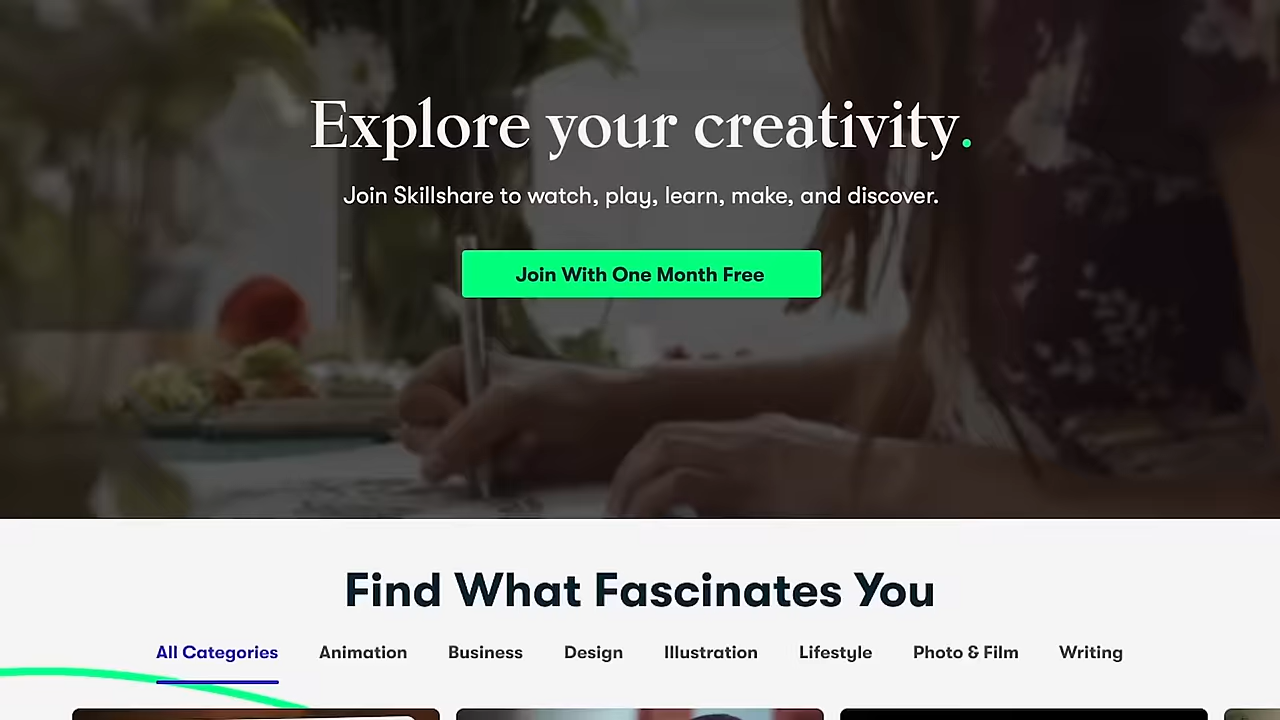 Explore your creativity.
Join Skillshare to watch, play, learn, make, and discover.
Join With One Month Free
Find What Fascinates You
All Categories Animation Business Design Illustration Lifestyle Photo & Film Writing